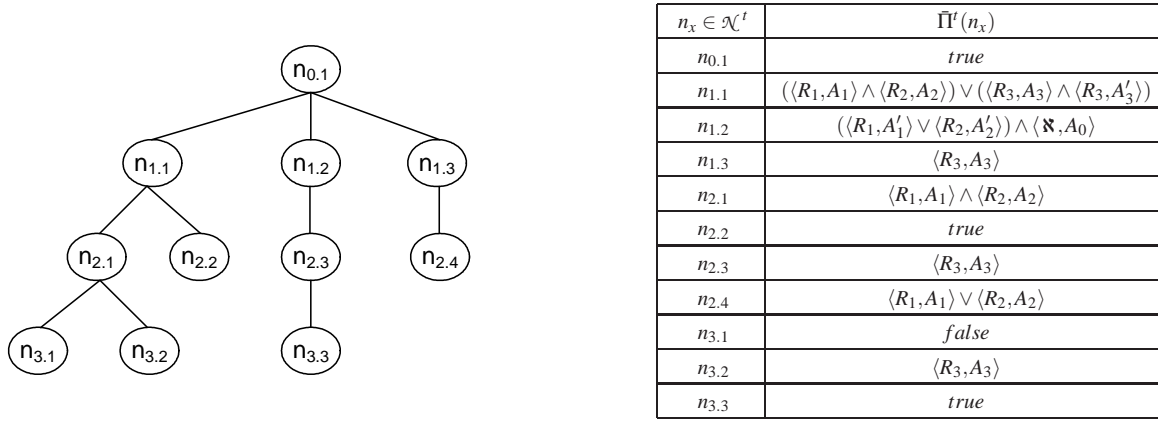 n0.1
n1.1 n1.2 n1.3
n2.1 n2.2 n2.3 n2.4
n3.1 n3.2 n3.3
n_x ∈ 𝒩^t Π̄^t(n_x)
n0.1 true
n1.1 (⟨R1,A1⟩ ∧ ⟨R2,A2⟩) ∨ (⟨R3,A3⟩ ∧ ⟨R3,A′3⟩)
n1.2 (⟨R1,A′1⟩ ∨ ⟨R2,A′2⟩) ∧ ⟨ℵ,A0⟩
n1.3 ⟨R3,A3⟩
n2.1 ⟨R1,A1⟩ ∧ ⟨R2,A2⟩
n2.2 true
n2.3 ⟨R3,A3⟩
n2.4 ⟨R1,A1⟩ ∨ ⟨R2,A2⟩
n3.1 false
n3.2 ⟨R3,A3⟩
n3.3 true